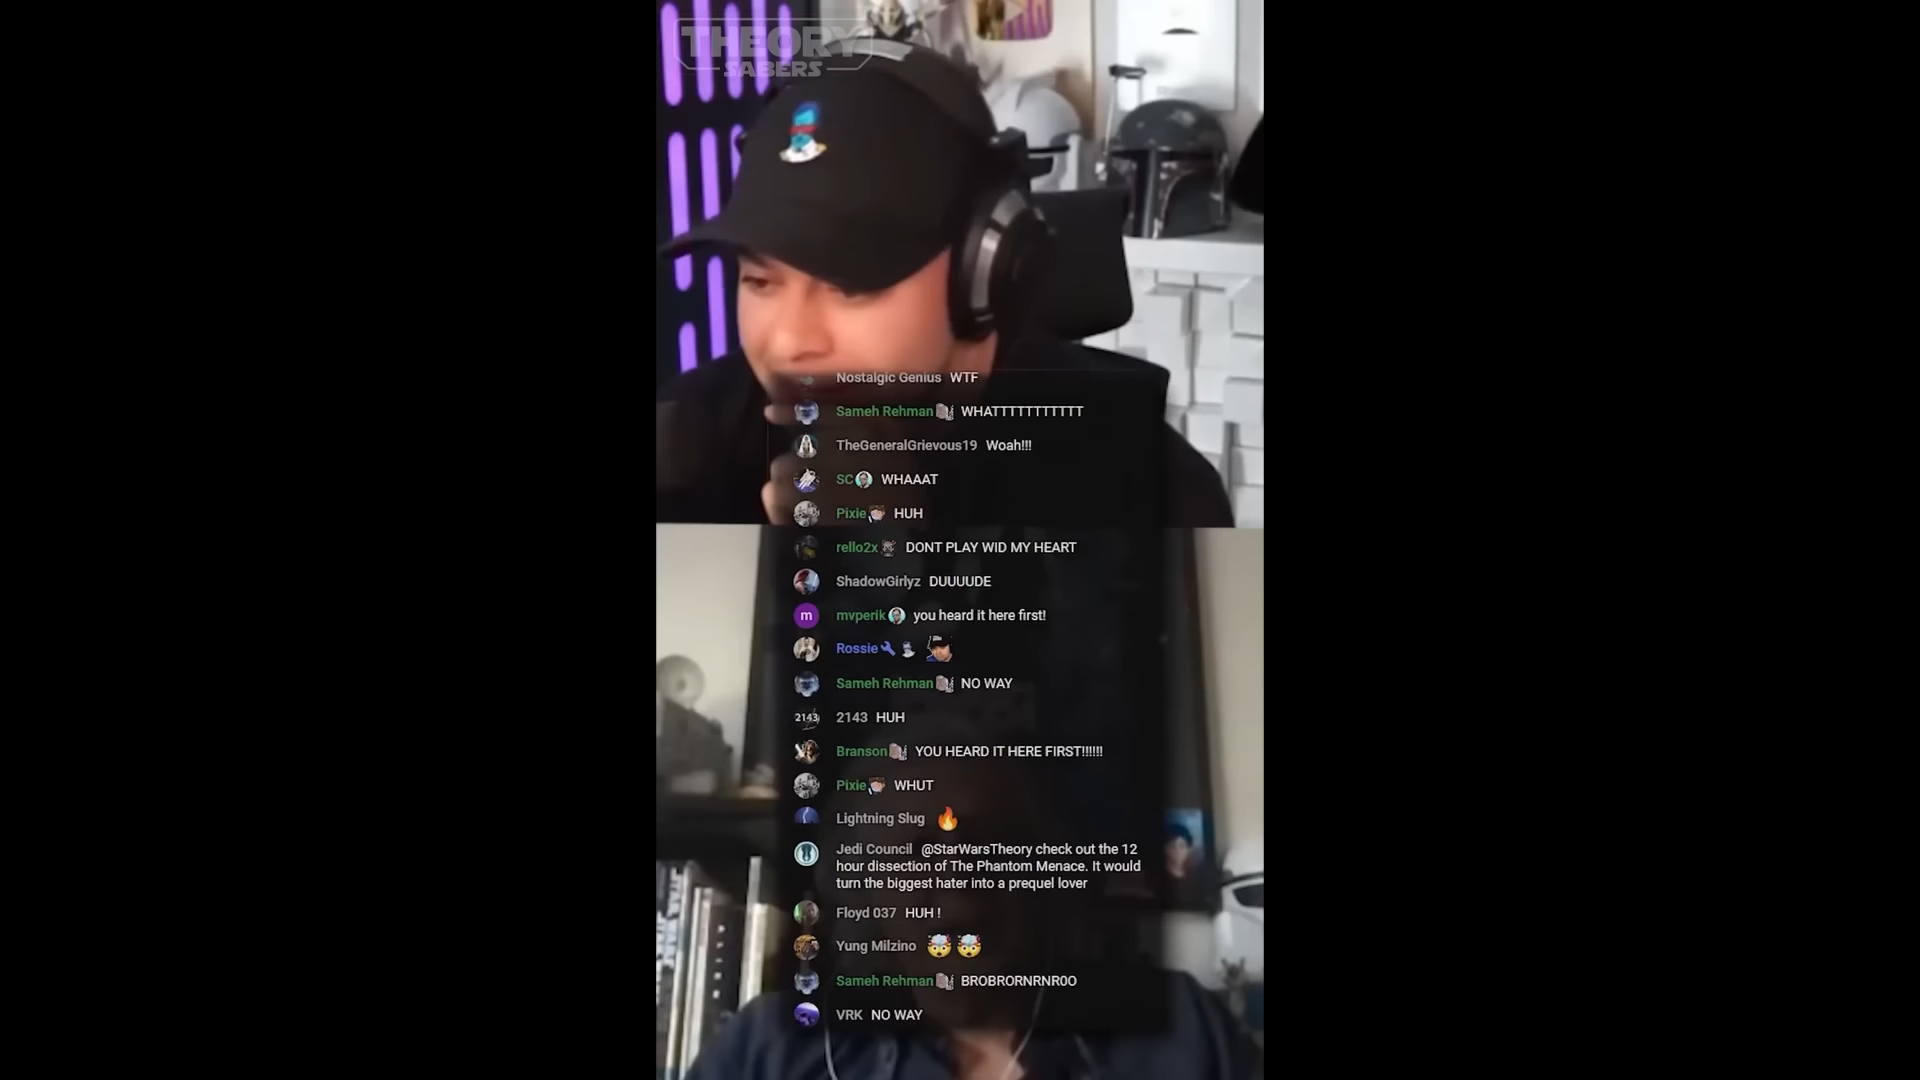 THEORY
SABERS
Nostalgic Genius WTF
Sameh Rehman WHATTTTTTTTTTT
TheGeneralGrievous19 Woah!!!
SC WHAAAT
Pixie HUH
rello2x DONT PLAY WID MY HEART
ShadowGirlyz DUUUUDE
m mvperik you heard it here first!
Rossie
Sameh Rehman NO WAY
2143 2143 HUH
Branson YOU HEARD IT HERE FIRST!!!!!!
Pixie WHUT
Lightning Slug 🔥
Jedi Council @StarWarsTheory check out the 12
hour dissection of The Phantom Menace. It would
turn the biggest hater into a prequel lover
Floyd 037 HUH !
Yung Milzino 🤯 🤯
Sameh Rehman BROBRORNRNR0O
VRK NO WAY